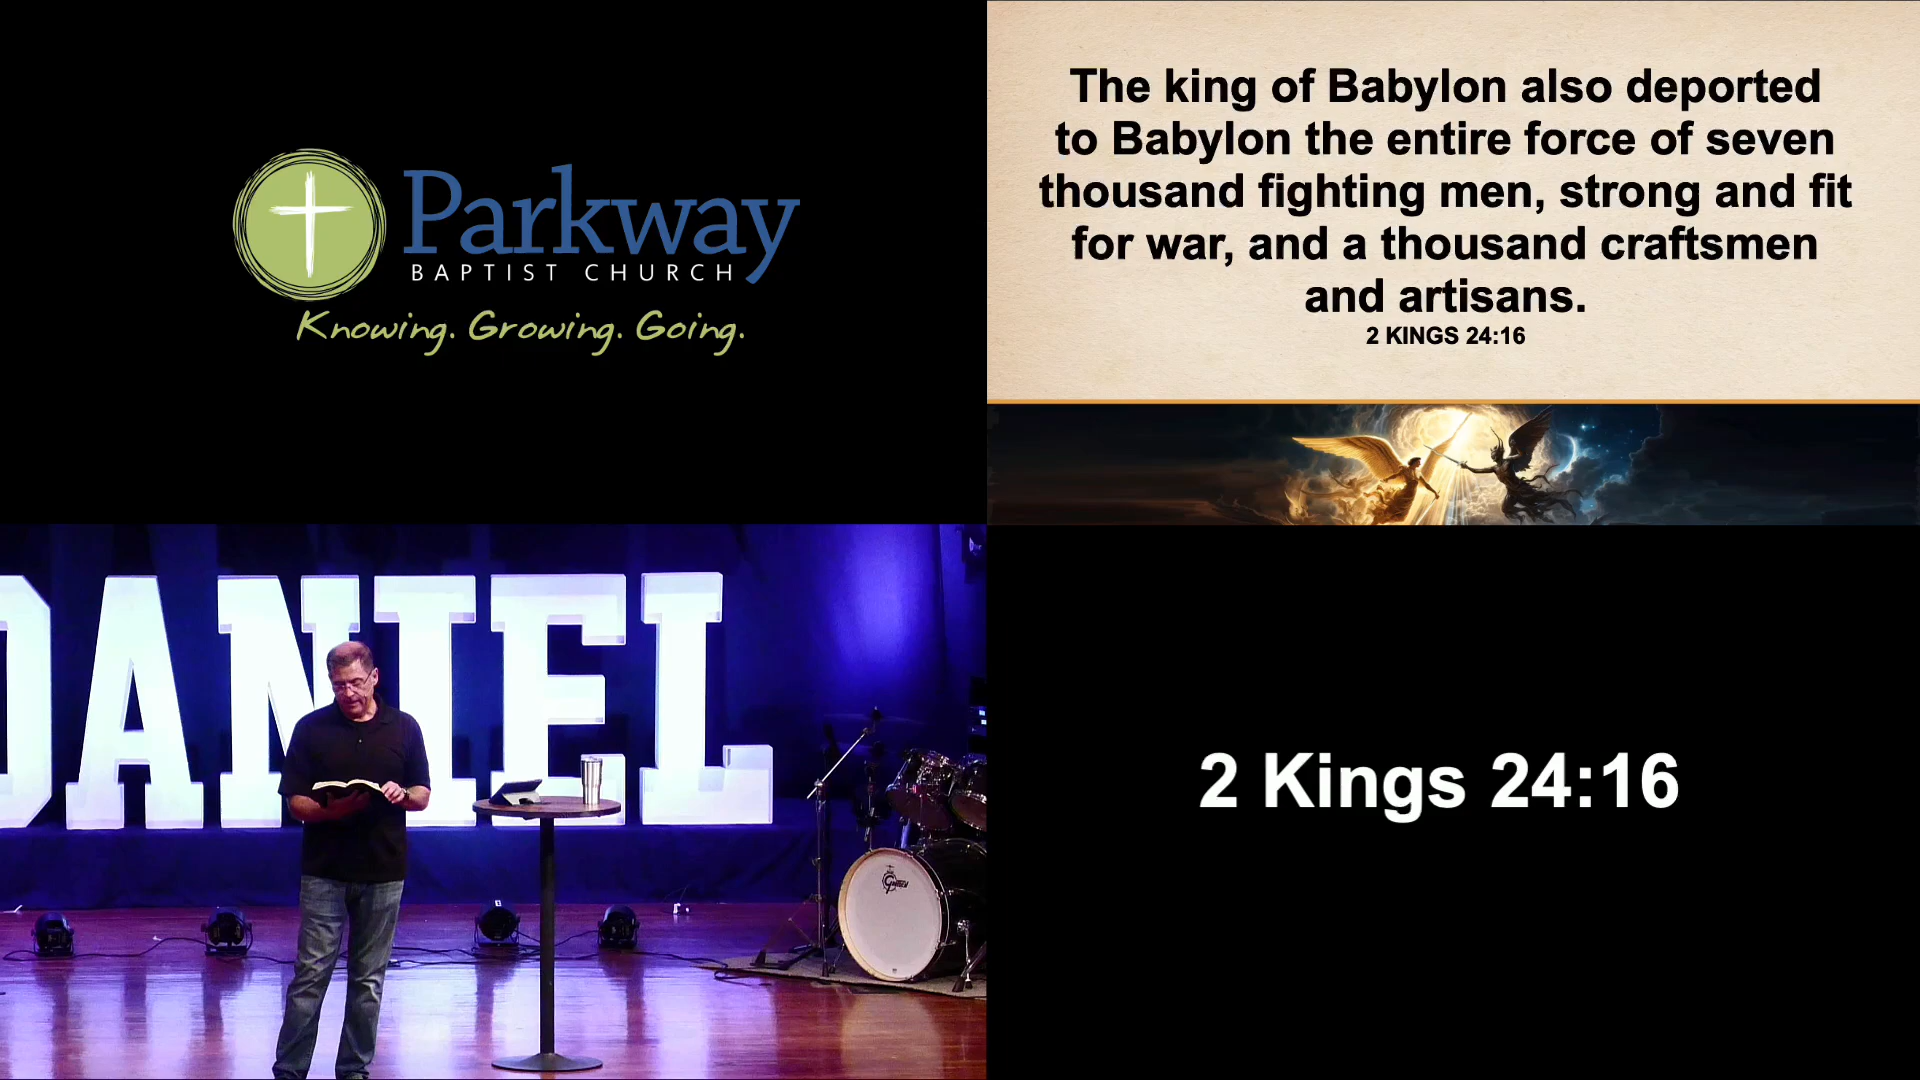 Parkway
BAPTIST CHURCH
Knowing. Growing. Going.
The king of Babylon also deported
to Babylon the entire force of seven
thousand fighting men, strong and fit
for war, and a thousand craftsmen
and artisans.
2 KINGS 24:16
DANIEL
Gretsch
2 Kings 24:16